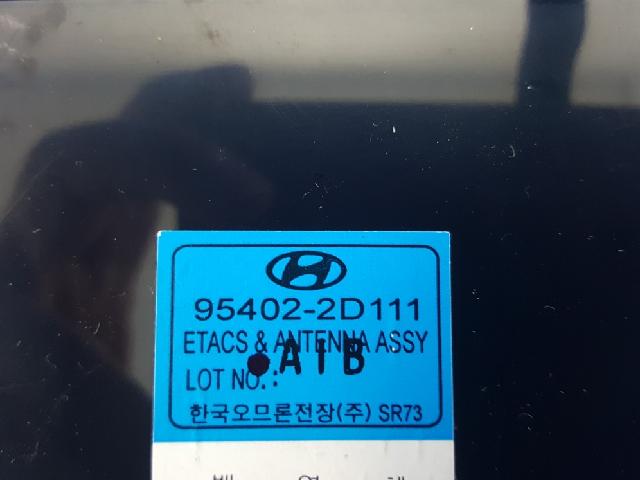 95402-2D111
ETACS & ANTENNA ASSY
A1B
LOT NO.:
한국오므론전장(주) SR73